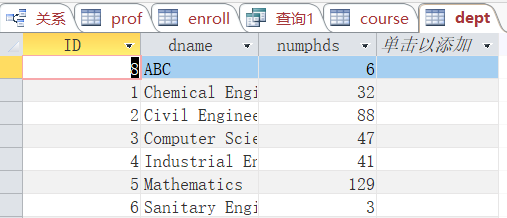 关系 prof enroll 查询1 course dept
ID dname numphds 单击以添加
8 ABC 6
1 Chemical Engi 32
2 Civil Enginee 88
3 Computer Scie 47
4 Industrial En 41
5 Mathematics 129
6 Sanitary Engi 3